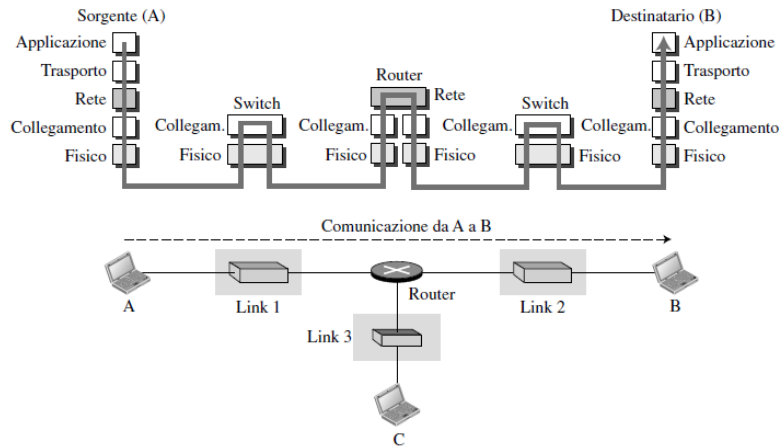 Sorgente (A)
Destinatario (B)
Applicazione
Applicazione
Trasporto
Trasporto
Router
Rete
Rete
Rete
Switch
Switch
Collegamento
Collegam.
Collegam.
Collegam.
Collegam.
Collegamento
Fisico
Fisico
Fisico
Fisico
Fisico
Fisico
Comunicazione da A a B
A
Link 1
Router
Link 2
B
Link 3
C